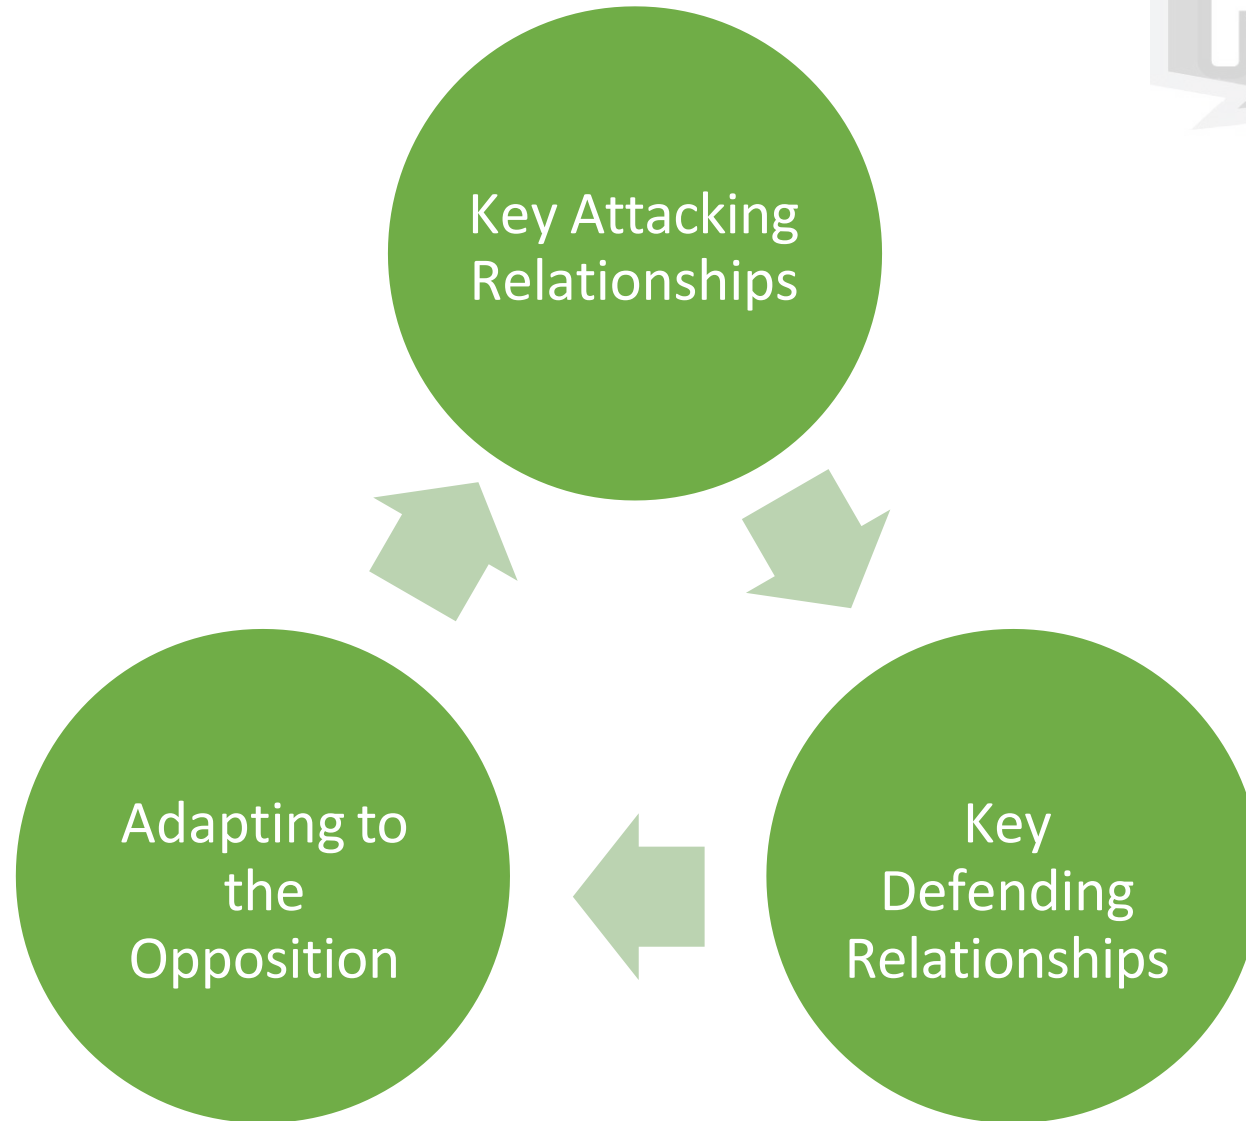 Key Attacking
Relationships
Adapting to
the
Opposition
Key
Defending
Relationships